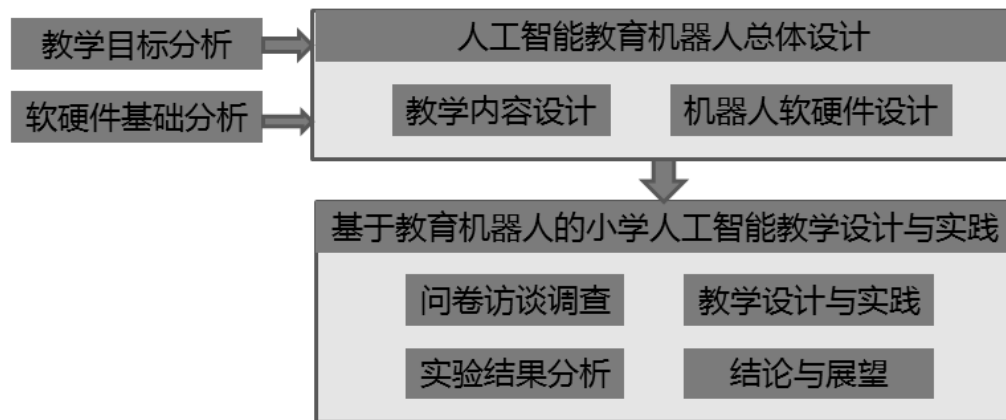 教学目标分析
人工智能教育机器人总体设计
软硬件基础分析
教学内容设计
机器人软硬件设计
基于教育机器人的小学人工智能教学设计与实践
问卷访谈调查
教学设计与实践
实验结果分析
结论与展望